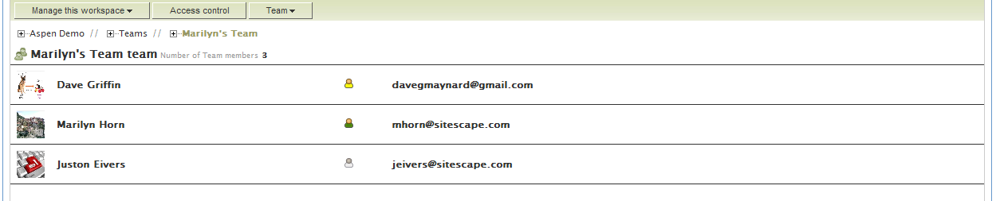 Manage this workspace Access control Team
Aspen Demo // Teams // Marilyn's Team
Marilyn's Team team Number of Team members 3
Dave Griffin davegmaynard@gmail.com
Marilyn Horn mhorn@sitescape.com
Juston Eivers jeivers@sitescape.com